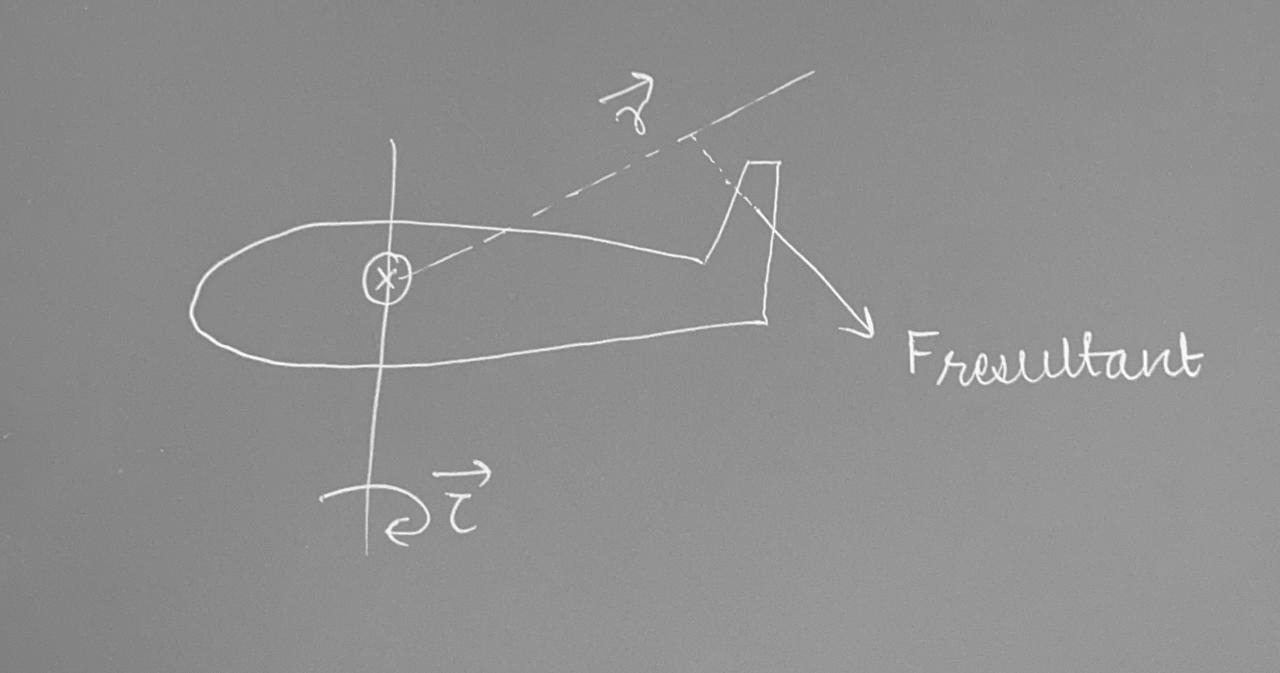 r
x
Fresultant
τ